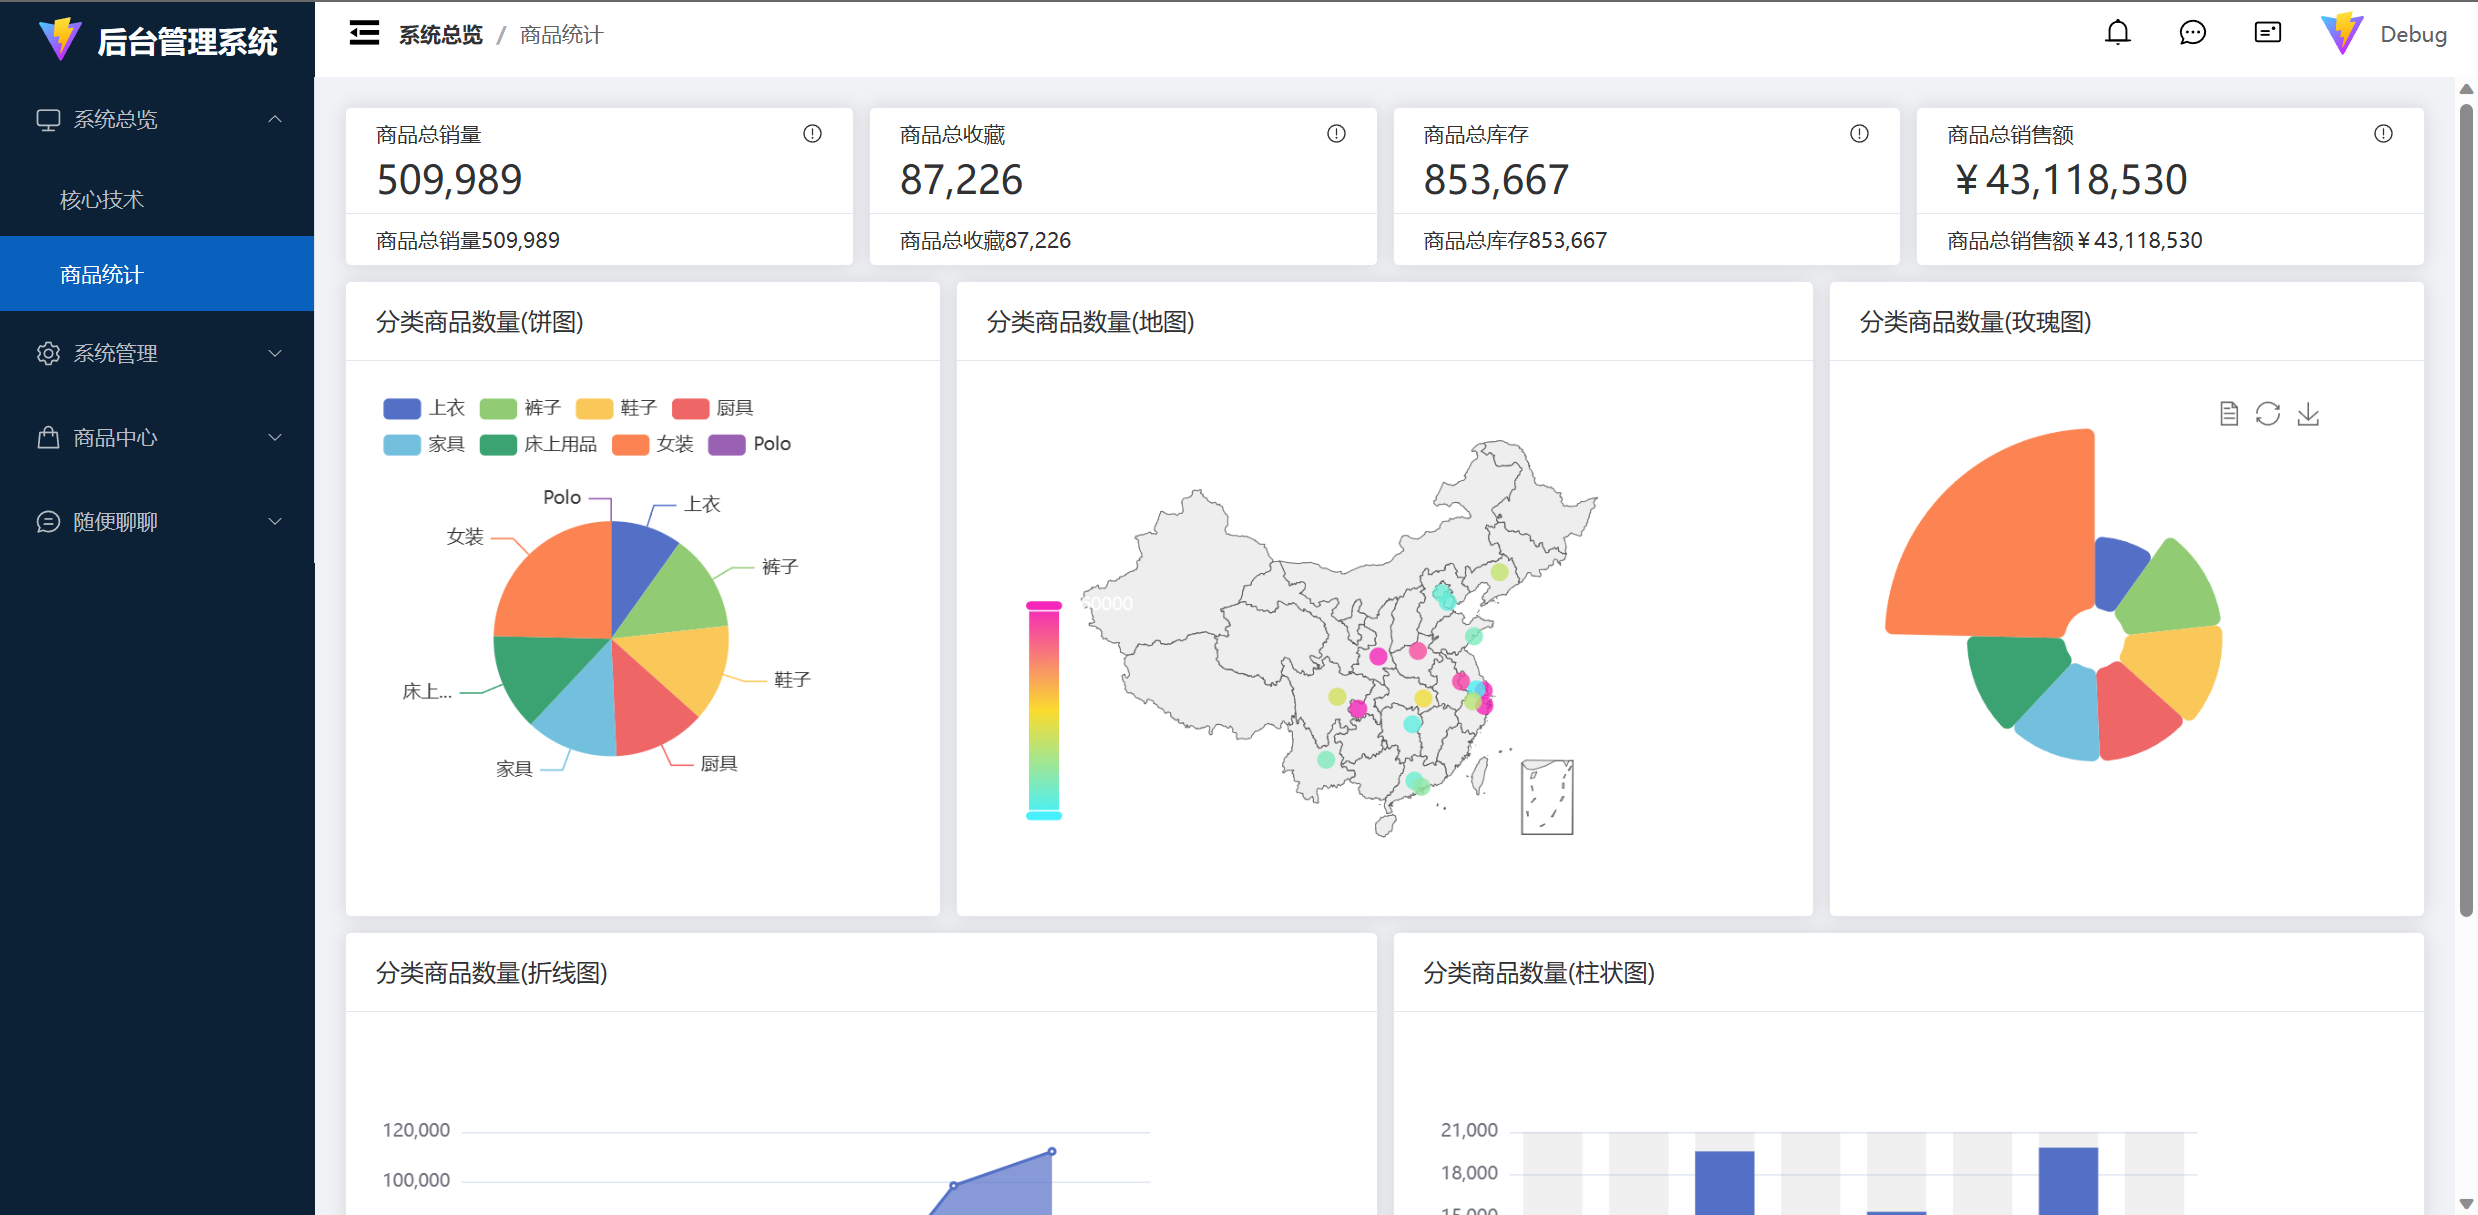 后台管理系统
系统总览
核心技术
商品统计
系统管理
商品中心
随便聊聊
系统总览 / 商品统计
Debug
商品总销量
509,989
商品总销量509,989
商品总收藏
87,226
商品总收藏87,226
商品总库存
853,667
商品总库存853,667
商品总销售额
￥43,118,530
商品总销售额￥43,118,530
分类商品数量(饼图)
上衣 裤子 鞋子 厨具
家具 床上用品 女装 Polo
Polo
上衣
女装
裤子
床上...
鞋子
家具
厨具
分类商品数量(地图)
60000
分类商品数量(玫瑰图)
分类商品数量(折线图)
120,000
100,000
分类商品数量(柱状图)
21,000
18,000
15,000